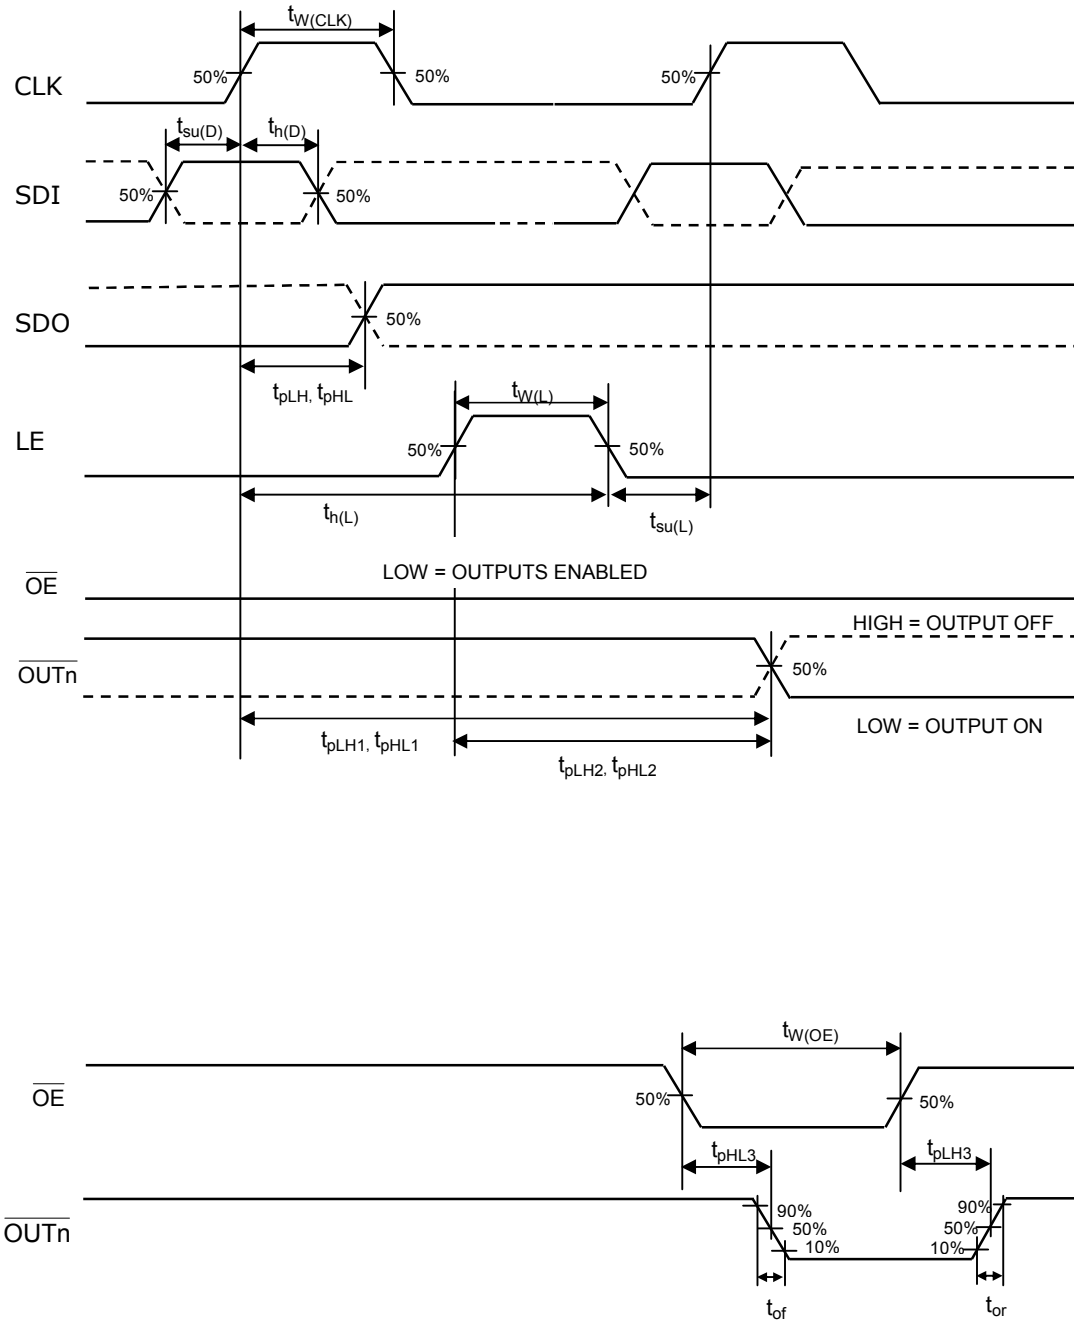 tW(CLK)
50%
50%
50%
CLK
tsu(D)
th(D)
50%
50%
SDI
SDO
50%
tpLH, tpHL
tW(L)
LE
50%
50%
th(L)
tsu(L)
LOW = OUTPUTS ENABLED
OE
HIGH = OUTPUT OFF
OUTn
50%
LOW = OUTPUT ON
tpLH1, tpHL1
tpLH2, tpHL2
tW(OE)
OE
50%
50%
tpHL3
tpLH3
90%
90%
50%
50%
OUTn
10%
10%
tof
tor